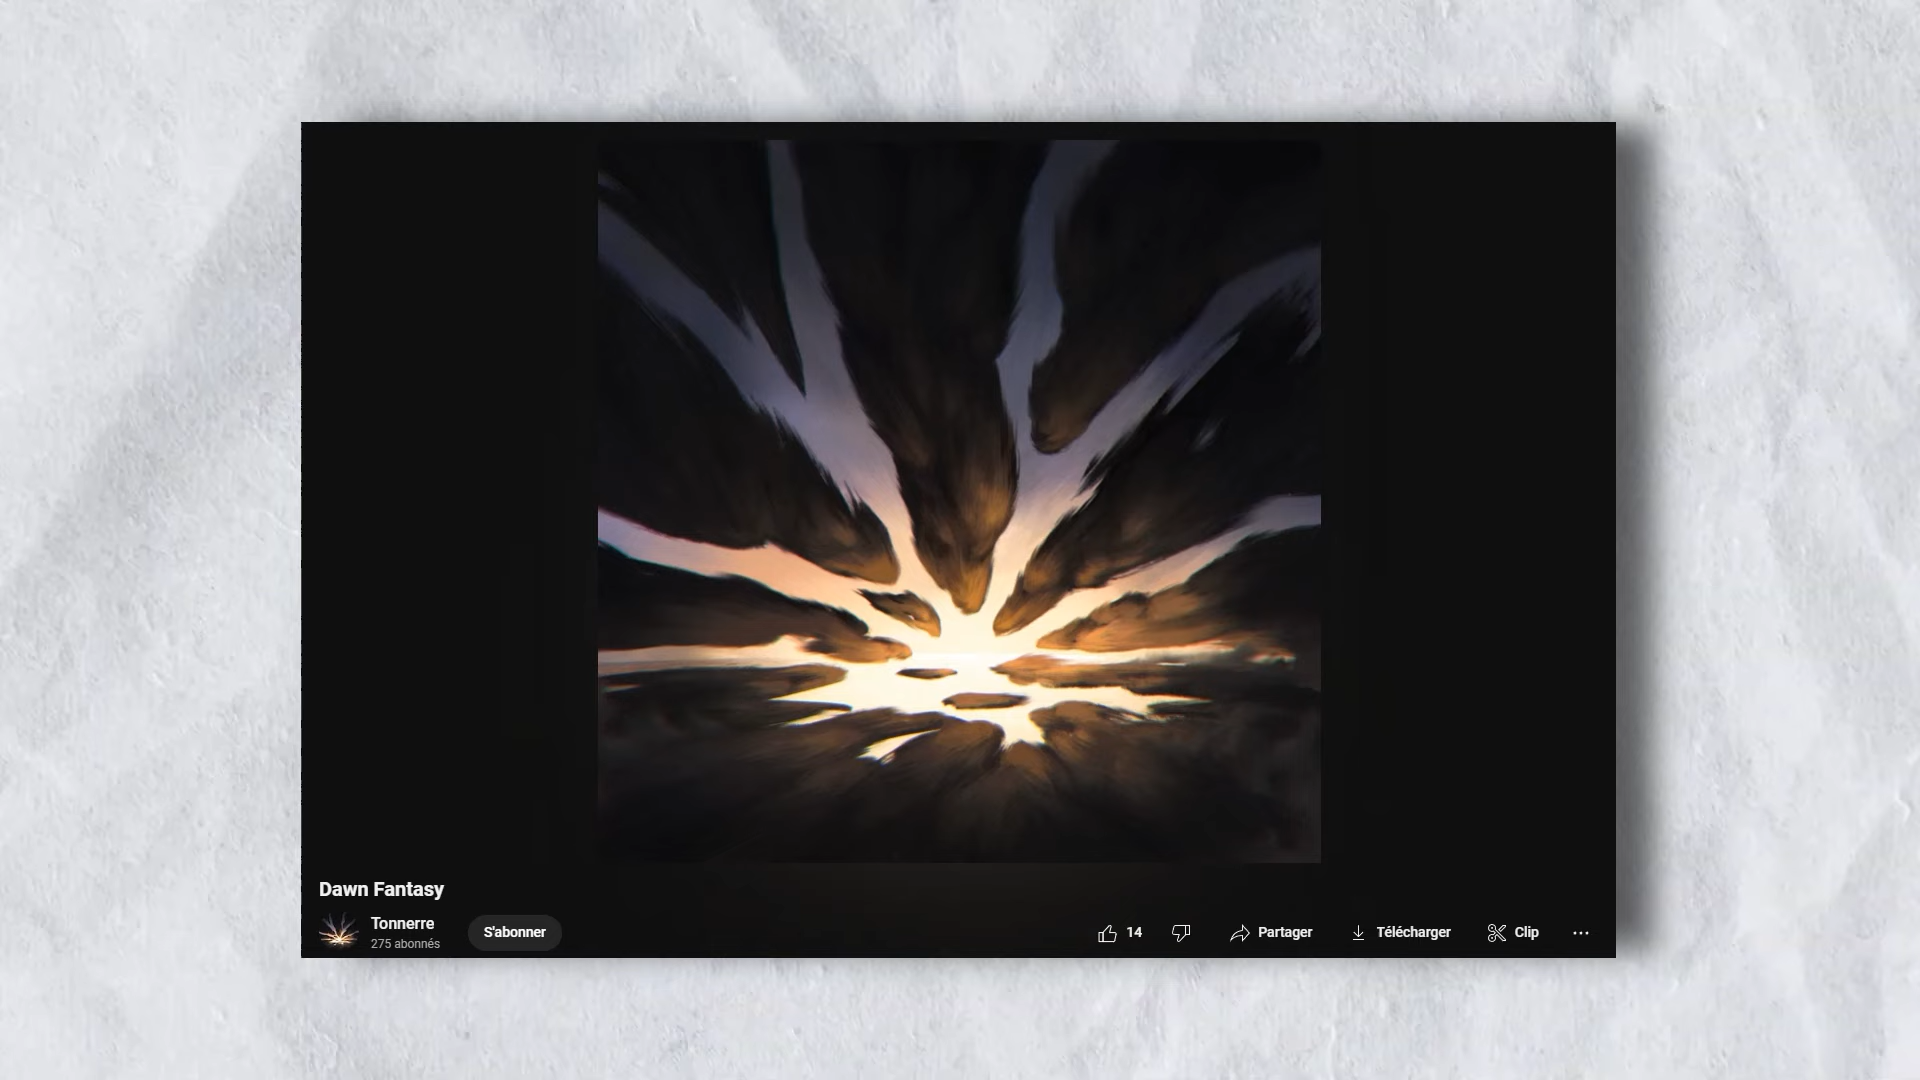 Dawn Fantasy
Tonnerre
275 abonnés
S'abonner
14
Partager
Télécharger
Clip